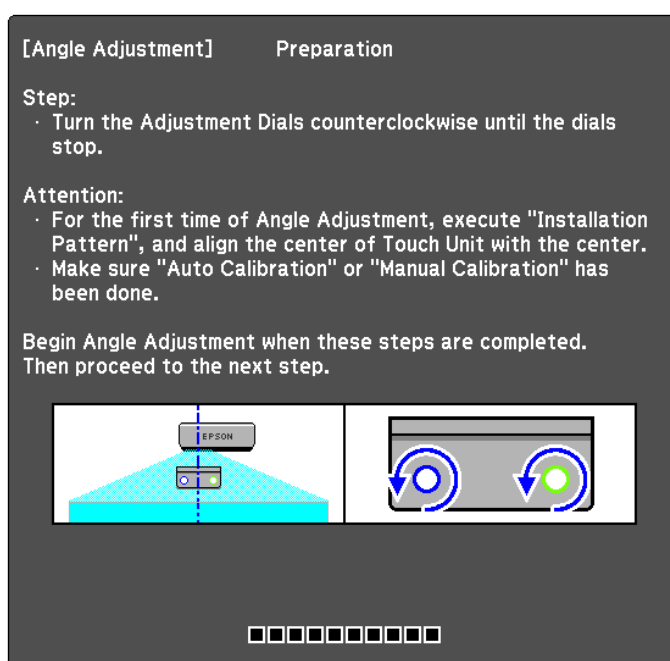 [Angle Adjustment] Preparation
Step:
· Turn the Adjustment Dials counterclockwise until the dials
stop.
Attention:
· For the first time of Angle Adjustment, execute "Installation
Pattern", and align the center of Touch Unit with the center.
· Make sure "Auto Calibration" or "Manual Calibration" has
been done.
Begin Angle Adjustment when these steps are completed.
Then proceed to the next step.
EPSON